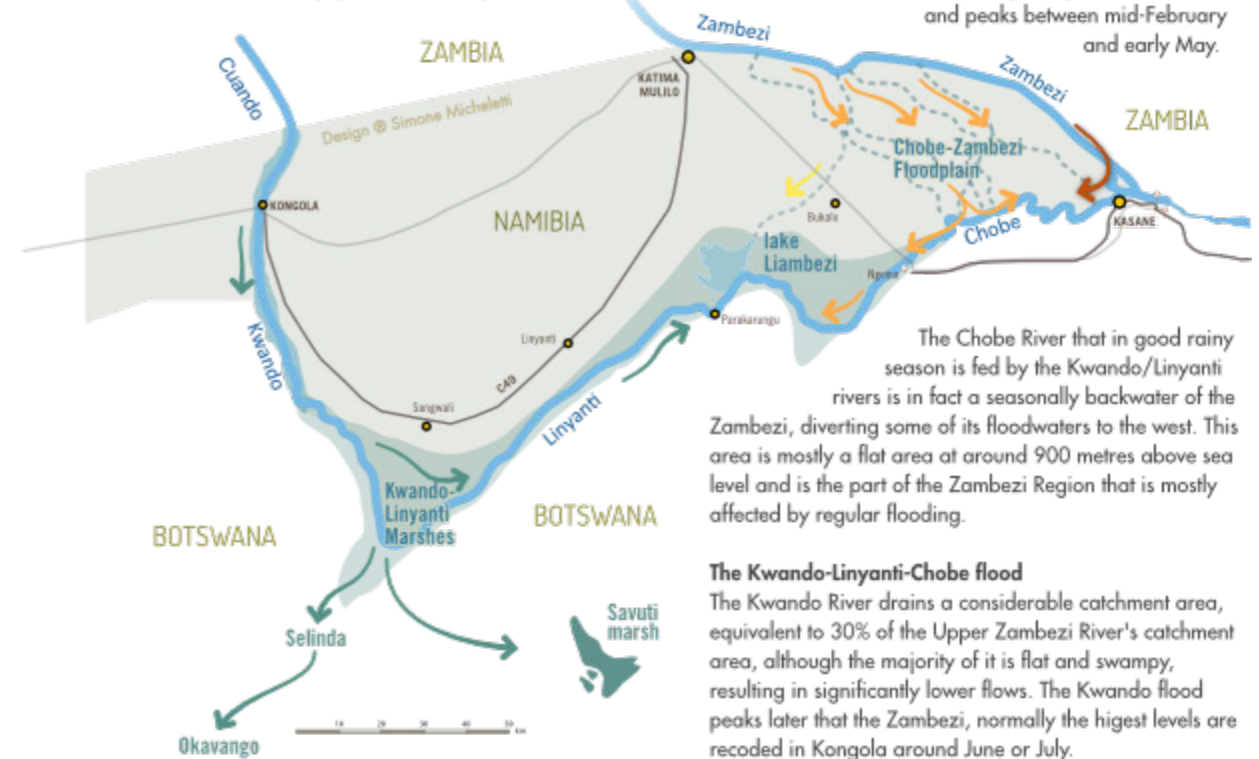 and peaks between mid-February
and early May.
Zambezi
Zambezi
ZAMBIA
ZAMBIA
Cuando
KATIMA
MULILO
Design ® Simone Micheletti
Chobe-Zambezi
Floodplain
KONGOLA
NAMIBIA
Bukalo
KASANE
Chobe
lake
Liambezi
Ngoma
Parakarungu
Kwando
Linyanti
C49
Sangwali
Linyanti
The Chobe River that in good rainy
season is fed by the Kwando/Linyanti
rivers is in fact a seasonally backwater of the
Zambezi, diverting some of its floodwaters to the west. This
area is mostly a flat area at around 900 metres above sea
level and is the part of the Zambezi Region that is mostly
affected by regular flooding.
Kwando-
Linyanti
Marshes
BOTSWANA
BOTSWANA
The Kwando-Linyanti-Chobe flood
The Kwando River drains a considerable catchment area,
equivalent to 30% of the Upper Zambezi River's catchment
area, although the majority of it is flat and swampy,
resulting in significantly lower flows. The Kwando flood
peaks later that the Zambezi, normally the higest levels are
recoded in Kongola around June or July.
Savuti
marsh
Selinda
Okavango
10 20 30 40 50
km